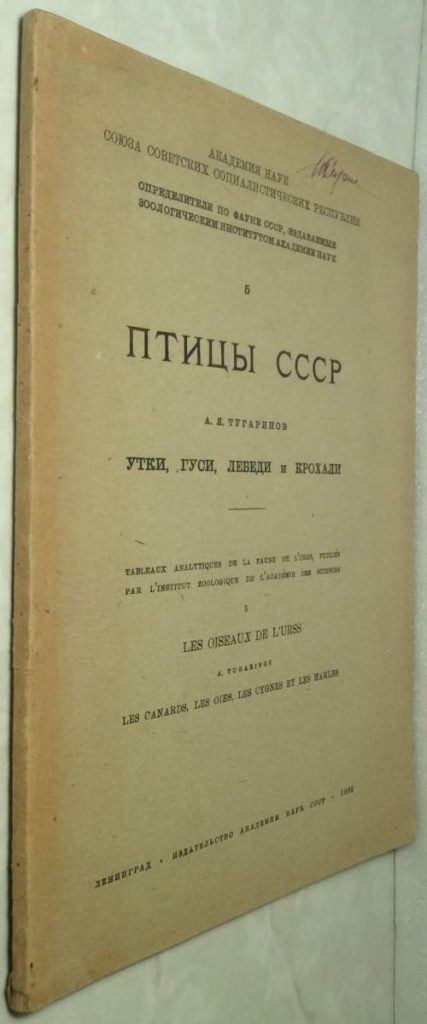 АКАДЕМИЯ НАУК
СОЮЗА СОВЕТСКИХ СОЦИАЛИСТИЧЕСКИХ РЕСПУБЛИК
ОПРЕДЕЛИТЕЛИ ПО ФАУНЕ СССР, ИЗДАВАЕМЫЕ
ЗООЛОГИЧЕСКИМ ИНСТИТУТОМ АКАДЕМИИ НАУК
5
ПТИЦЫ СССР
А. Я. ТУГАРИНОВ
УТКИ, ГУСИ, ЛЕБЕДИ и КРОХАЛИ
TABLEAUX ANALYTIQUES DE LA FAUNE DE L'URSS, PUBLIÉS
PAR L'INSTITUT ZOOLOGIQUE DE L'ACADÉMIE DES SCIENCES
5
LES OISEAUX DE L'URSS
A. TUGARINOV
LES CANARDS, LES OIES, LES CYGNES ET LES HARLES
ЛЕНИНГРАД • ИЗДАТЕЛЬСТВО АКАДЕМИИ НАУК СССР •